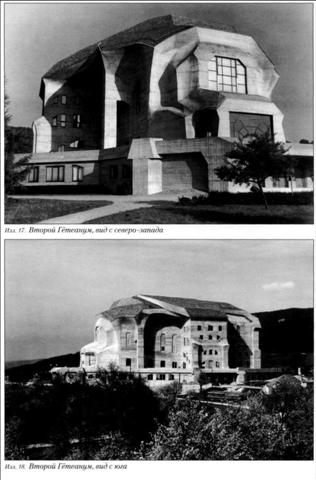 Илл. 17. Второй Гётеанум, вид с северо-запада
Илл. 18. Второй Гётеанум, вид с юга